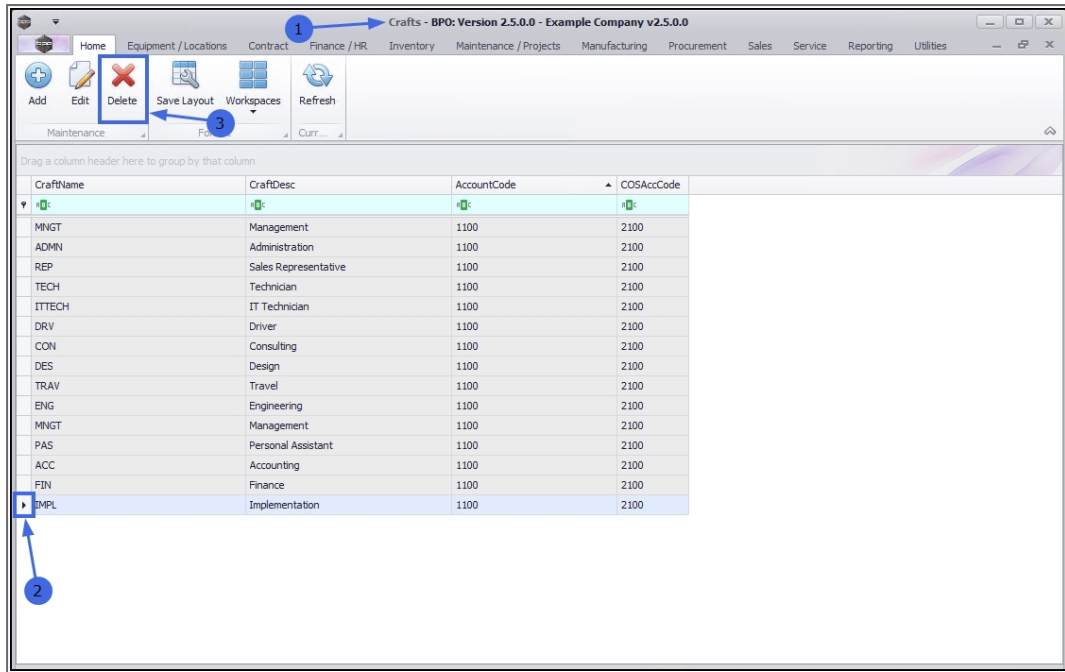 1
Crafts - BPO: Version 2.5.0.0 - Example Company v2.5.0.0
Home Equipment / Locations Contract Finance / HR Inventory Maintenance / Projects Manufacturing Procurement Sales Service Reporting Utilities
Add Edit Delete Save Layout Workspaces Refresh
3
Maintenance Fo Curr...
Drag a column header here to group by that column
CraftName CraftDesc AccountCode COSAccCode
MNGT Management 1100 2100
ADMN Administration 1100 2100
REP Sales Representative 1100 2100
TECH Technician 1100 2100
ITTECH IT Technician 1100 2100
DRV Driver 1100 2100
CON Consulting 1100 2100
DES Design 1100 2100
TRAV Travel 1100 2100
ENG Engineering 1100 2100
MNGT Management 1100 2100
PAS Personal Assistant 1100 2100
ACC Accounting 1100 2100
FIN Finance 1100 2100
IMPL Implementation 1100 2100
2